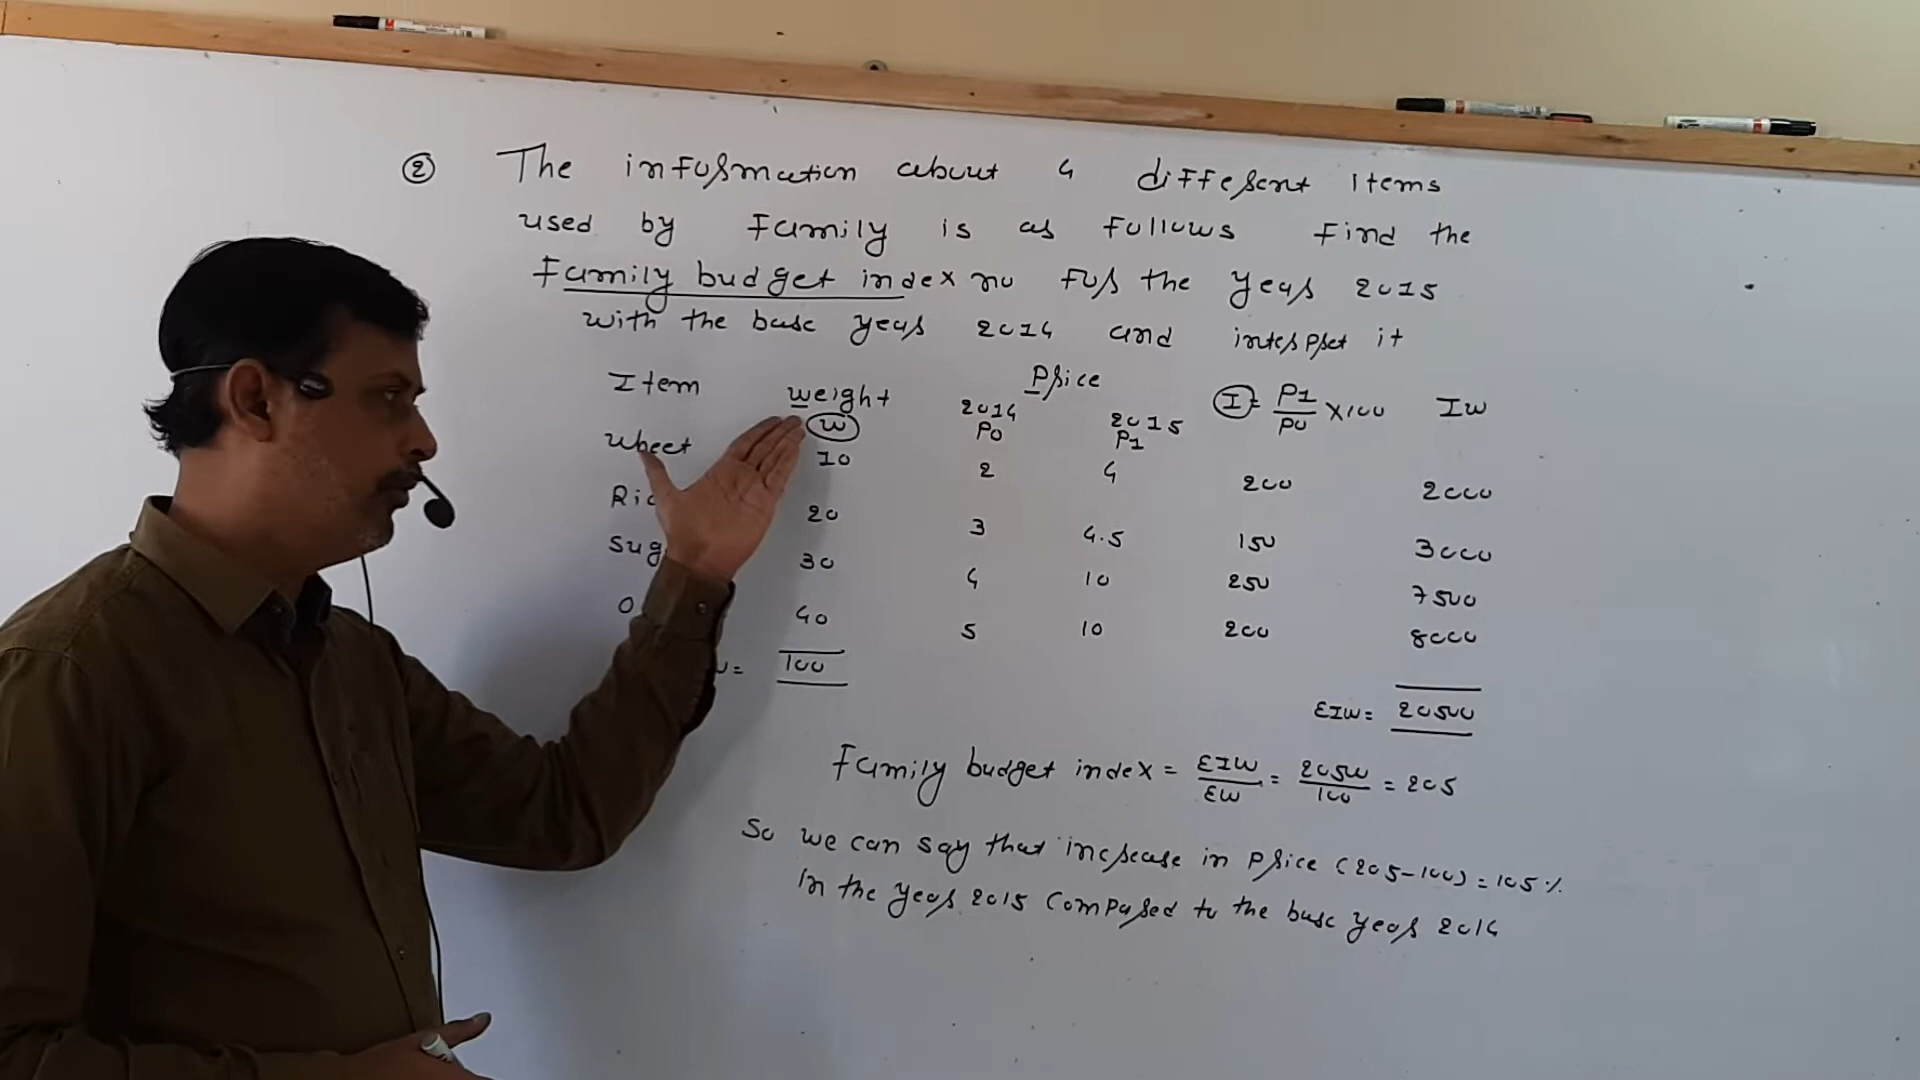 ② The information about 4 different items
used by Family is as Follows Find the
Family budget index no For the year 2015
with the base year 2014 and interpret it
Item weight Price I = P1/P0 ×100 IW
W 2014 P0 2015 P1
Wheet 10 2 4 200 2000
Ric 20 3 4.5 150 3000
Sug 30 4 10 250 7500
O 40 5 10 200 8000
= 100
ΣIW = 20500
Family budget index = ΣIW/ΣW = 20500/100 = 205
So we can say that increase in price (205-100) = 105%
in the year 2015 Compared to the base year 2014